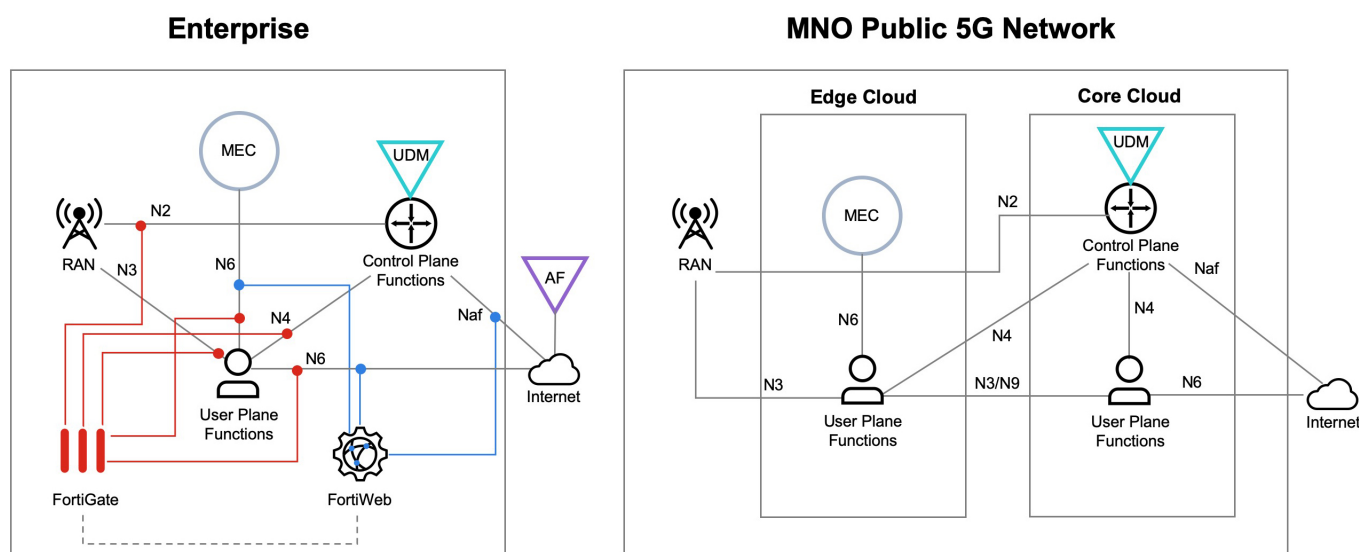 Enterprise
MNO Public 5G Network
MEC
UDM
N2
RAN
N3
N6
Control Plane
Functions
AF
Naf
N4
N6
User Plane
Functions
Internet
FortiGate
FortiWeb
Edge Cloud
Core Cloud
UDM
MEC
N2
RAN
Control Plane
Functions
Naf
N6
N4
N4
N3
N3/N9
N6
User Plane
Functions
User Plane
Functions
Internet